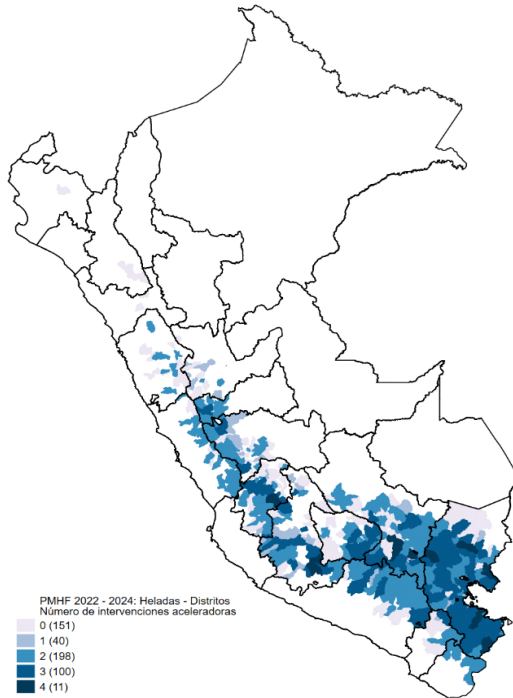 PMHF 2022 - 2024: Heladas - Distritos
Número de intervenciones aceleradoras
0 (151)
1 (40)
2 (198)
3 (100)
4 (11)